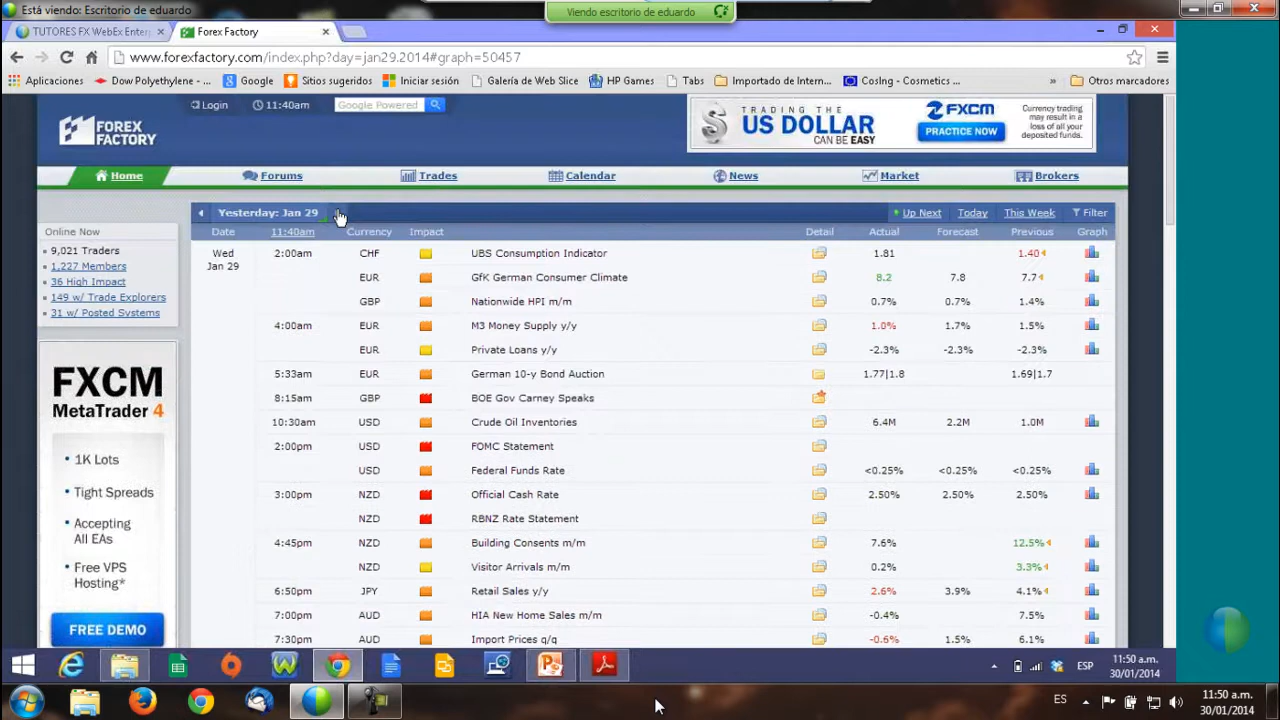 Está viendo: Escritorio de eduardo
Viendo escritorio de eduardo
TUTORES FX WebEx Enter
Forex Factory
www.forexfactory.com/index.php?day=jan29.2014#graph=50457
Aplicaciones Dow Polyethylene - ... Google Sitios sugeridos Iniciar sesión Galería de Web Slice HP Games Tabs Importado de Intern... CosIng - Cosmetics ... » Otros marcadores
Login 11:40am Google Powered
FOREX
FACTORY
TRADING THE
US DOLLAR
CAN BE EASY
FXCM
PRACTICE NOW
Currency trading
may result in a
loss of all your
deposited funds.
Home Forums Trades Calendar News Market Brokers
Yesterday: Jan 29 Up Next Today This Week Filter
Date 11:40am Currency Impact Detail Actual Forecast Previous Graph
Wed
Jan 29
2:00am CHF UBS Consumption Indicator 1.81 1.40
EUR GfK German Consumer Climate 8.2 7.8 7.7
GBP Nationwide HPI m/m 0.7% 0.7% 1.4%
4:00am EUR M3 Money Supply y/y 1.0% 1.7% 1.5%
EUR Private Loans y/y -2.3% -2.3% -2.3%
5:33am EUR German 10-y Bond Auction 1.77|1.8 1.69|1.7
8:15am GBP BOE Gov Carney Speaks
10:30am USD Crude Oil Inventories 6.4M 2.2M 1.0M
2:00pm USD FOMC Statement
USD Federal Funds Rate <0.25% <0.25% <0.25%
3:00pm NZD Official Cash Rate 2.50% 2.50% 2.50%
NZD RBNZ Rate Statement
4:45pm NZD Building Consents m/m 7.6% 12.5%
NZD Visitor Arrivals m/m 0.2% 3.3%
6:50pm JPY Retail Sales y/y 2.6% 3.9% 4.1%
7:00pm AUD HIA New Home Sales m/m -0.4% 7.5%
7:30pm AUD Import Prices q/q -0.6% 1.5% 6.1%
Online Now
9,021 Traders
1,227 Members
36 High Impact
149 w/ Trade Explorers
31 w/ Posted Systems
FXCM
MetaTrader 4
• 1K Lots
• Tight Spreads
• Accepting
All EAs
• Free VPS
Hosting*
FREE DEMO
ESP
11:50 a.m.
30/01/2014
ES
11:50 a.m.
30/01/2014